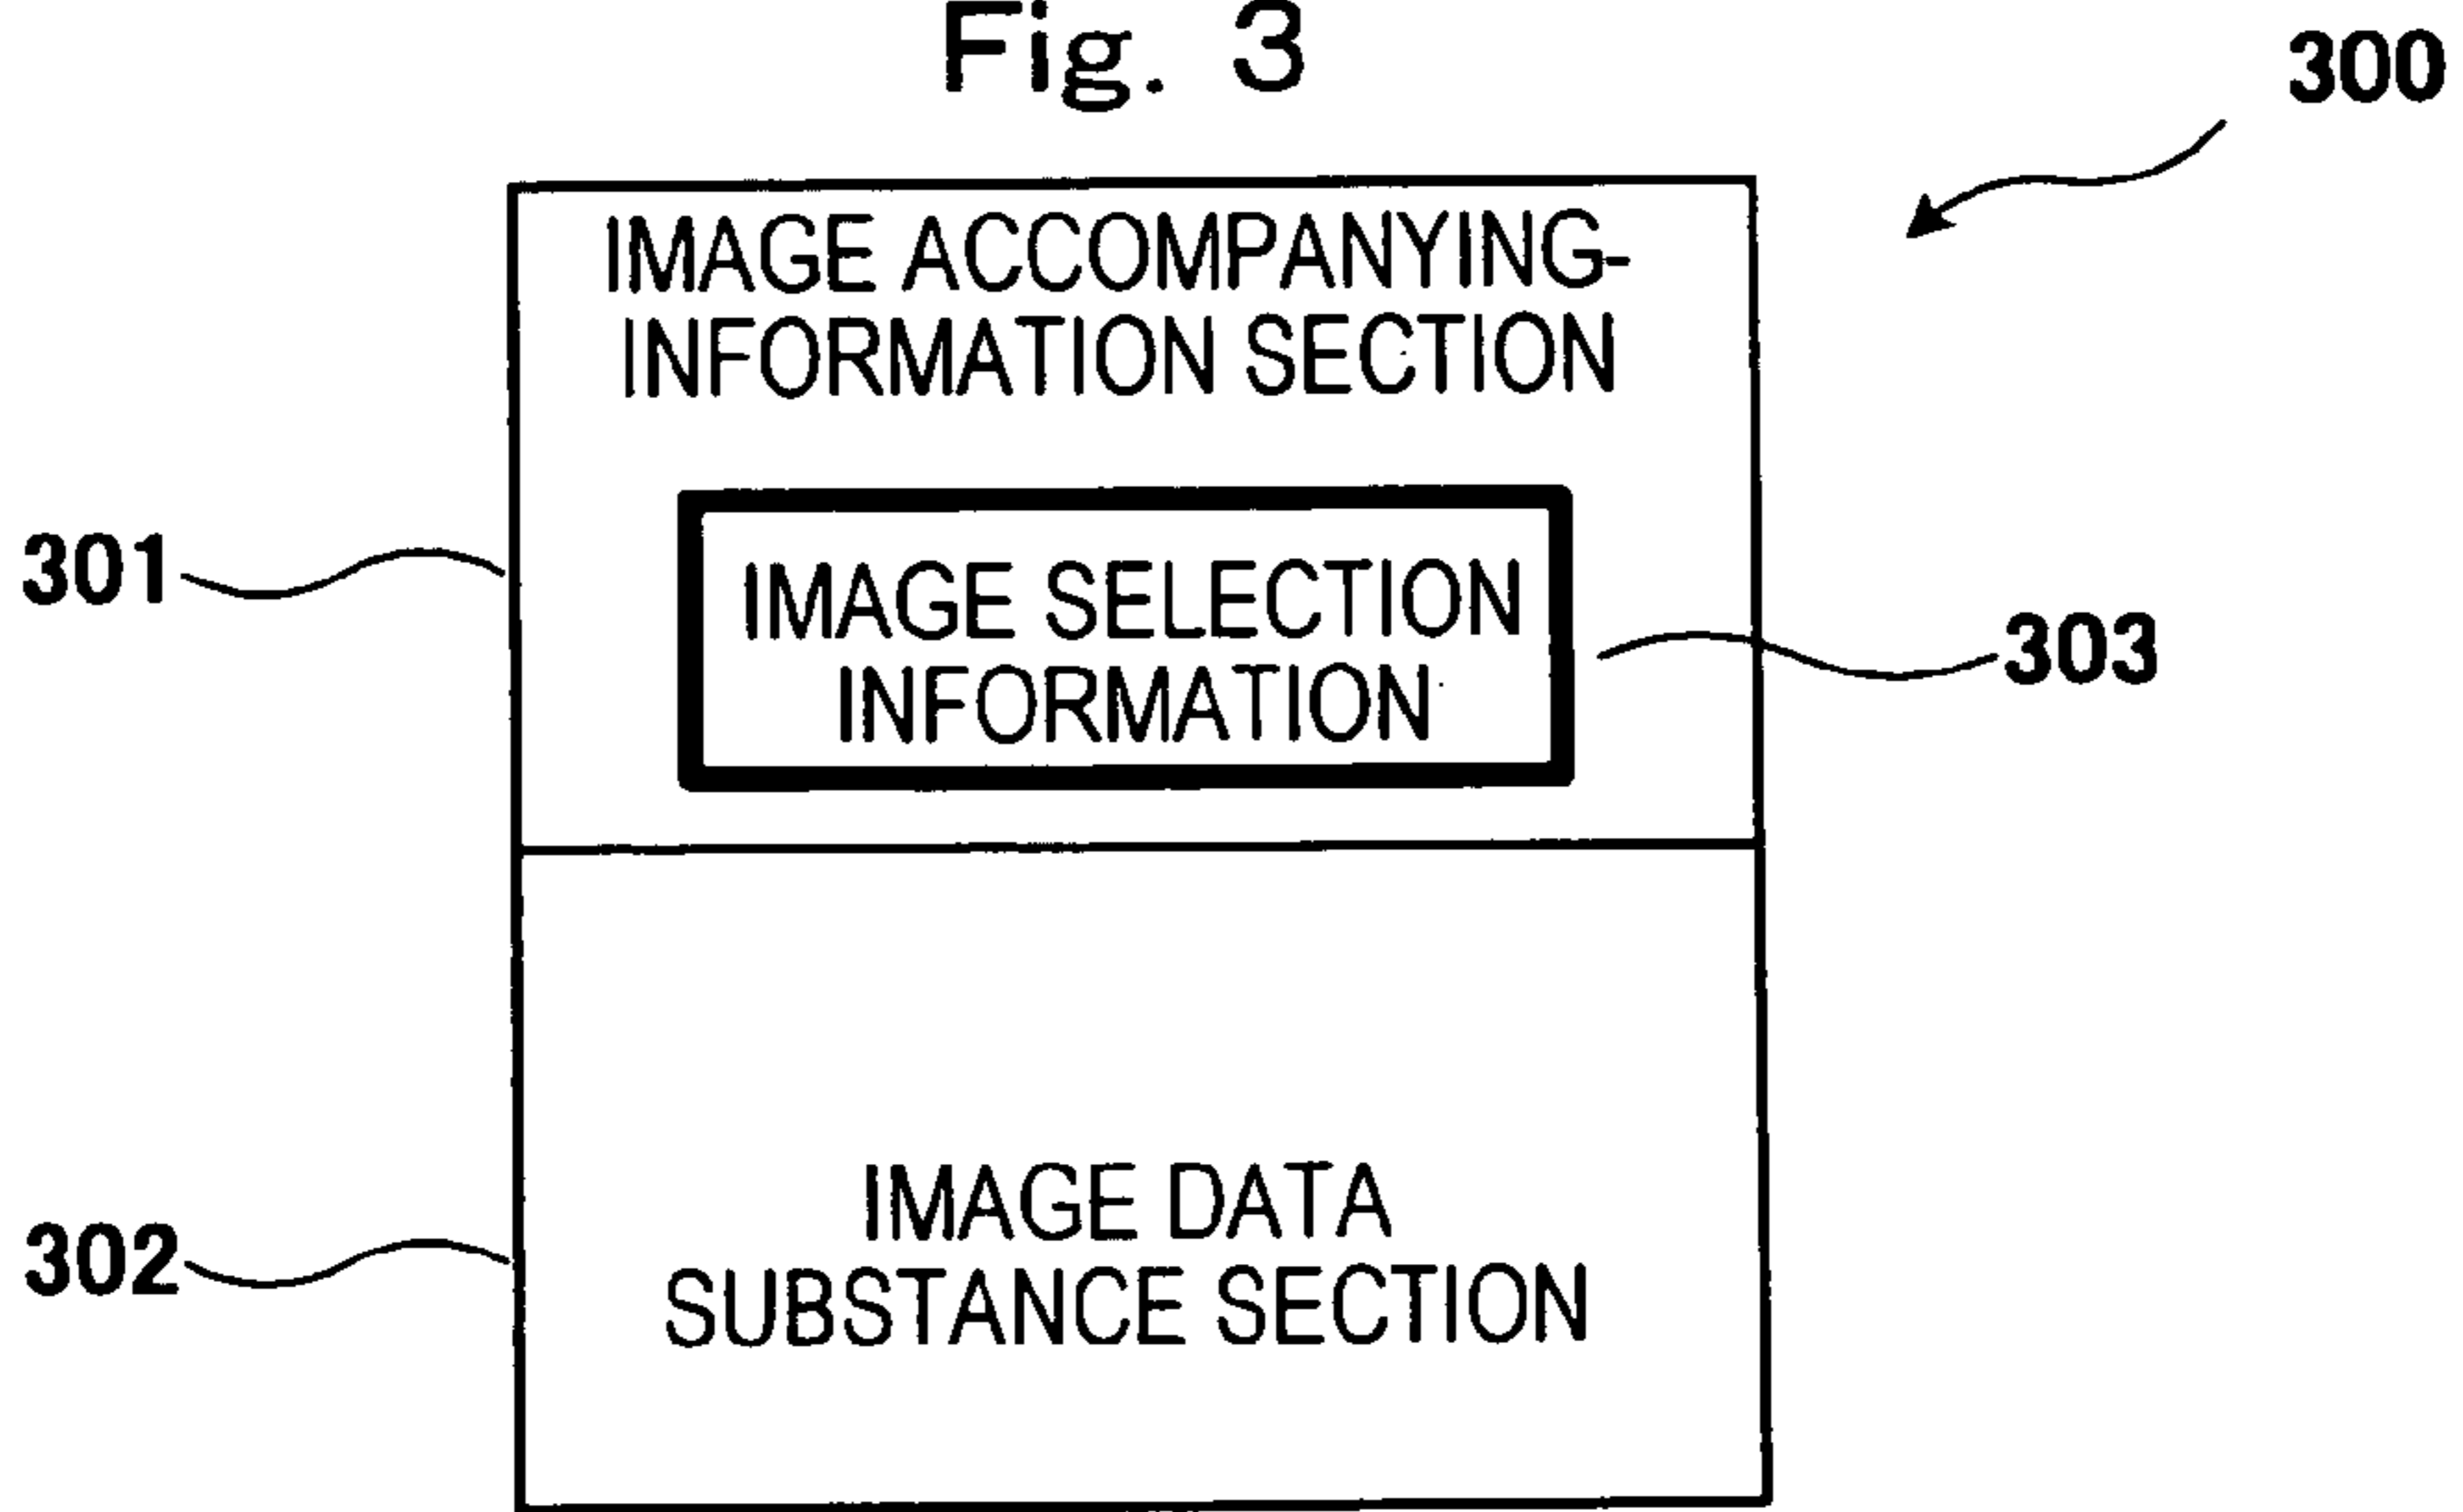 Fig. 3
300
IMAGE ACCOMPANYING-
INFORMATION SECTION
301
IMAGE SELECTION
INFORMATION
303
302
IMAGE DATA
SUBSTANCE SECTION